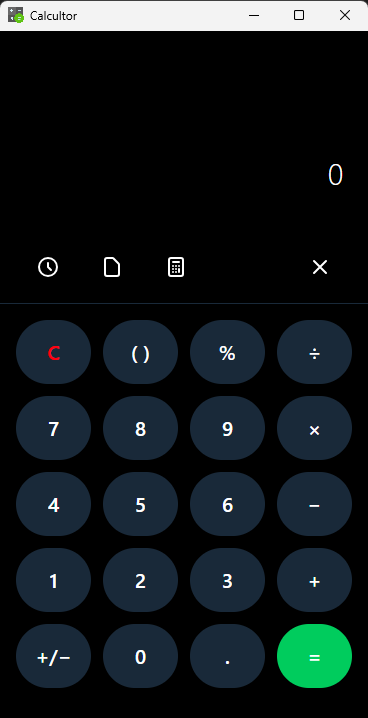 Calcultor
0
C ( ) % ÷
7 8 9 ×
4 5 6 −
1 2 3 +
+/− 0 . =